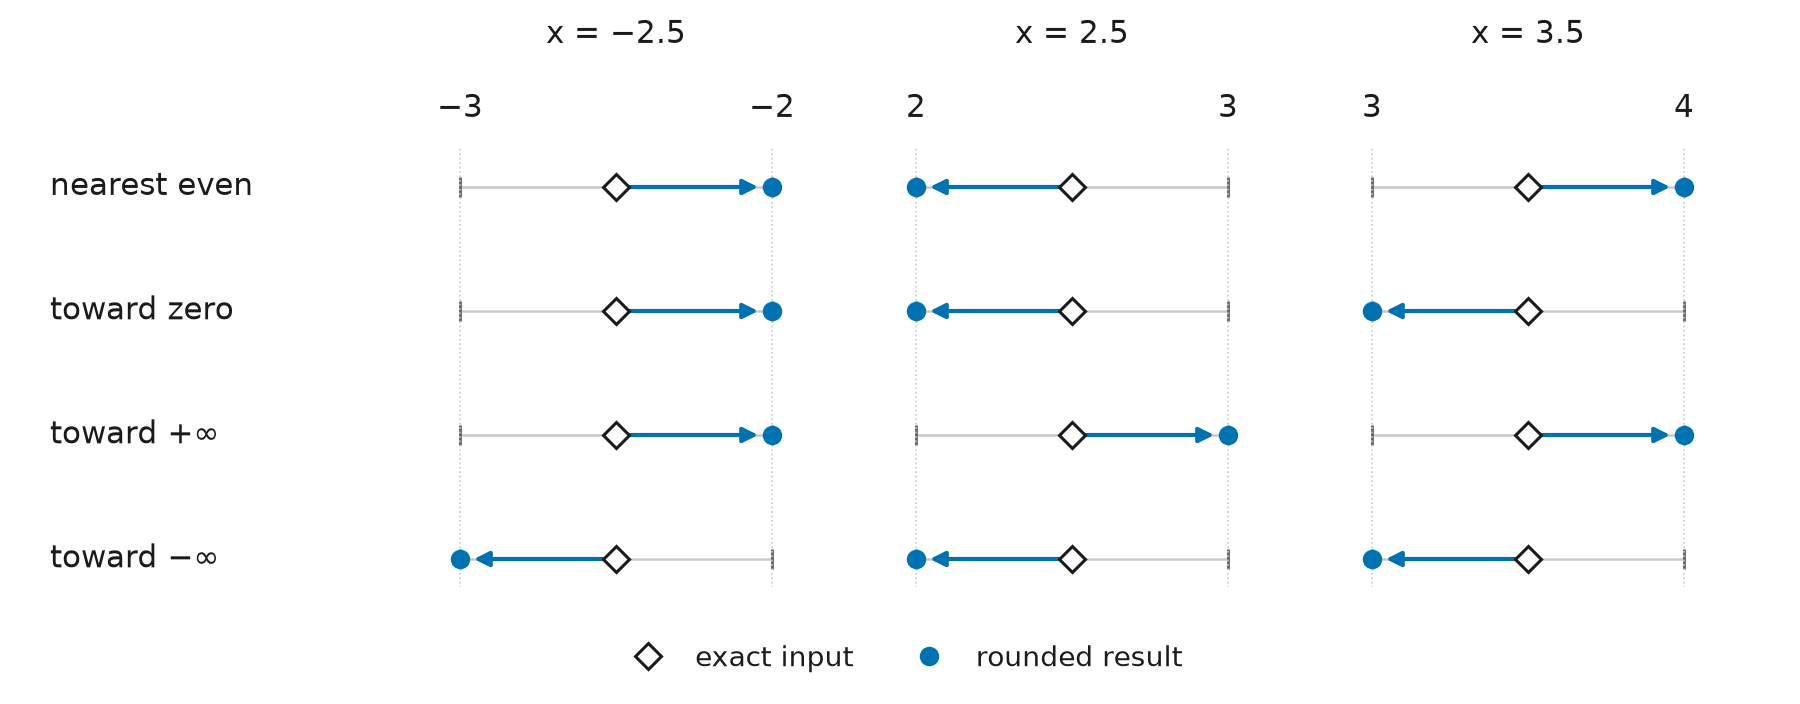 x = −2.5 x = 2.5 x = 3.5
−3 −2 2 3 3 4
nearest even
toward zero
toward +∞
toward −∞
exact input rounded result